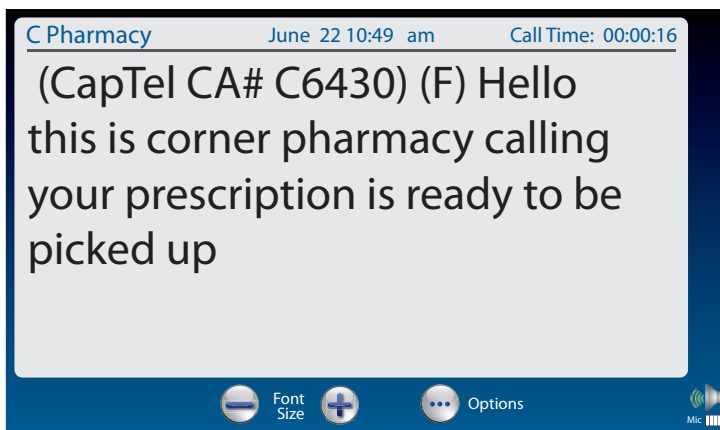 C Pharmacy June 22 10:49 am Call Time: 00:00:16
(CapTel CA# C6430) (F) Hello
this is corner pharmacy calling
your prescription is ready to be
picked up
Font
Size
Options
Mic